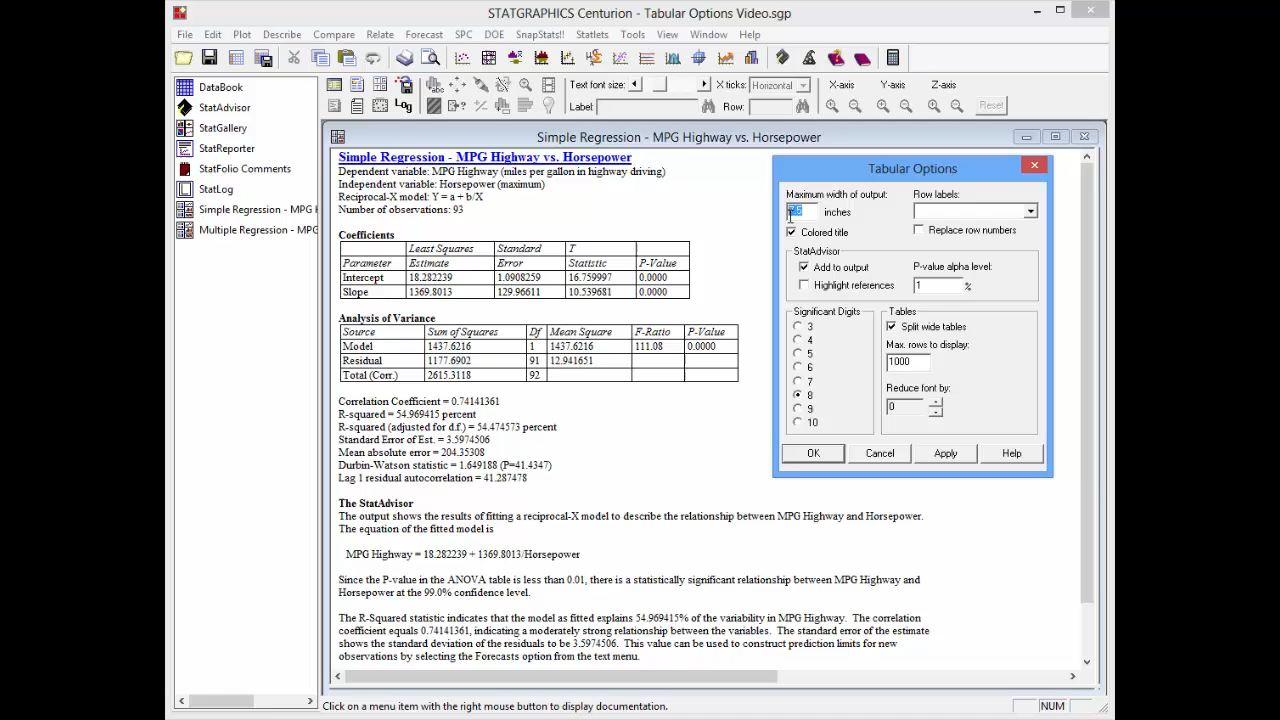 STATGRAPHICS Centurion - Tabular Options Video.sgp
File Edit Plot Describe Compare Relate Forecast SPC DOE SnapStats!! Statlets Tools View Window Help
Text font size: X ticks: Horizontal X-axis Y-axis Z-axis
Log Label: Row: Reset
DataBook
StatAdvisor
StatGallery
StatReporter
StatFolio Comments
StatLog
Simple Regression - MPG H
Multiple Regression - MPG
Simple Regression - MPG Highway vs. Horsepower
Simple Regression - MPG Highway vs. Horsepower
Dependent variable: MPG Highway (miles per gallon in highway driving)
Independent variable: Horsepower (maximum)
Reciprocal-X model: Y = a + b/X
Number of observations: 93
Coefficients
Least Squares Standard T
Parameter Estimate Error Statistic P-Value
Intercept 18.282239 1.0908259 16.759997 0.0000
Slope 1369.8013 129.96611 10.539681 0.0000
Analysis of Variance
Source Sum of Squares Df Mean Square F-Ratio P-Value
Model 1437.6216 1 1437.6216 111.08 0.0000
Residual 1177.6902 91 12.941651
Total (Corr.) 2615.3118 92
Correlation Coefficient = 0.74141361
R-squared = 54.969415 percent
R-squared (adjusted for d.f.) = 54.474573 percent
Standard Error of Est. = 3.5974506
Mean absolute error = 204.35308
Durbin-Watson statistic = 1.649188 (P=41.4347)
Lag 1 residual autocorrelation = 41.287478
The StatAdvisor
The output shows the results of fitting a reciprocal-X model to describe the relationship between MPG Highway and Horsepower.
The equation of the fitted model is
MPG Highway = 18.282239 + 1369.8013/Horsepower
Since the P-value in the ANOVA table is less than 0.01, there is a statistically significant relationship between MPG Highway and
Horsepower at the 99.0% confidence level.
The R-Squared statistic indicates that the model as fitted explains 54.969415% of the variability in MPG Highway. The correlation
coefficient equals 0.74141361, indicating a moderately strong relationship between the variables. The standard error of the estimate
shows the standard deviation of the residuals to be 3.5974506. This value can be used to construct prediction limits for new
observations by selecting the Forecasts option from the text menu.
Tabular Options
Maximum width of output: Row labels:
inches
Colored title Replace row numbers
StatAdvisor
Add to output P-value alpha level:
Highlight references 1 %
Significant Digits Tables
3 Split wide tables
4 Max. rows to display:
5 1000
6
7 Reduce font by:
8 0
9
10
OK Cancel Apply Help
Click on a menu item with the right mouse button to display documentation. NUM